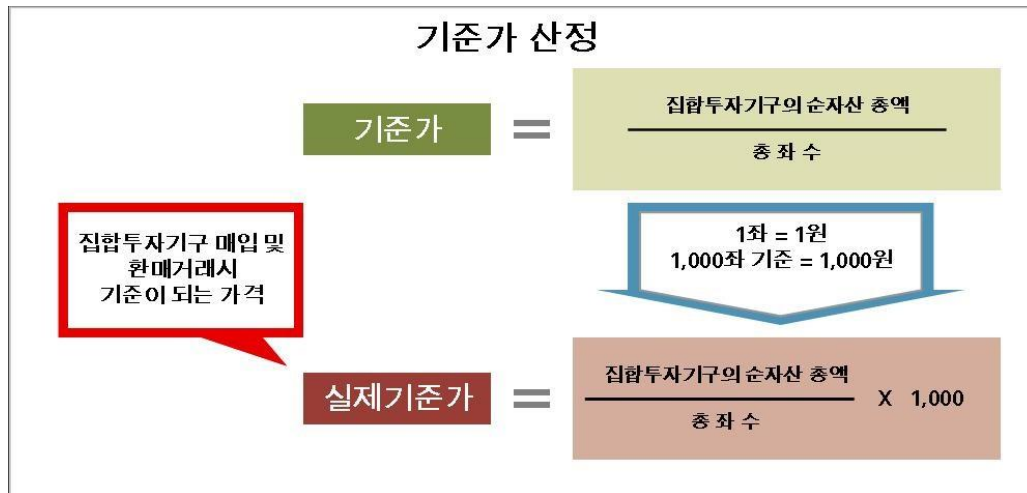 기준가 산정
기준가
=
집합투자기구의 순자산 총액
총 좌 수
집합투자기구 매입 및
환매거래시
기준이 되는 가격
1좌 = 1원
1,000좌 기준 = 1,000원
실제기준가
=
집합투자기구의 순자산 총액
총 좌 수
X 1,000